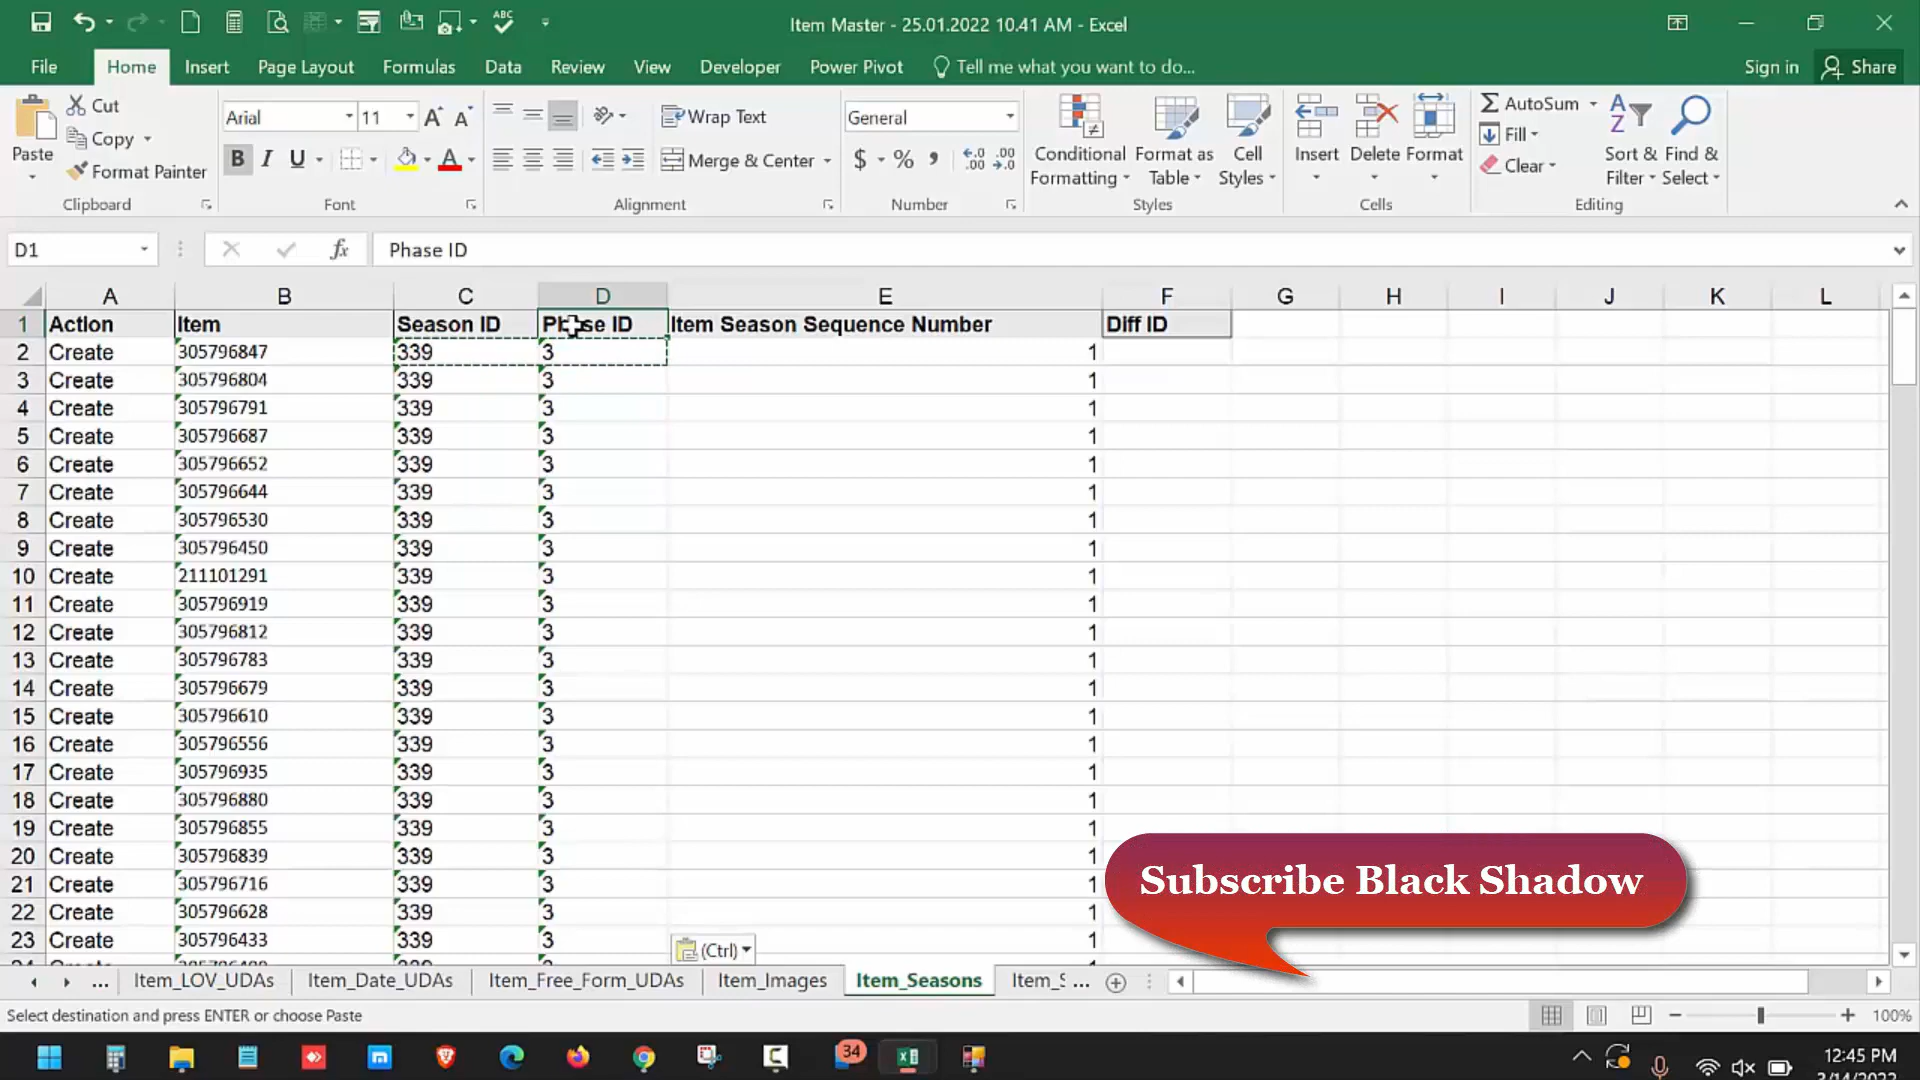 Item Master - 25.01.2022 10.41 AM - Excel
File Home Insert Page Layout Formulas Data Review View Developer Power Pivot Tell me what you want to do... Sign in Share
Paste Cut Copy Format Painter Clipboard
Arial 11 Font
Wrap Text Merge & Center Alignment
General Number
Conditional Formatting Format as Table Cell Styles Styles
Insert Delete Format Cells
AutoSum Fill Clear Sort & Filter Find & Select Editing
D1 fx Phase ID
A B C D E F G H I J K L
1 Action Item Season ID Phase ID Item Season Sequence Number Diff ID
2 Create 305796847 339 3 1
3 Create 305796804 339 3 1
4 Create 305796791 339 3 1
5 Create 305796687 339 3 1
6 Create 305796652 339 3 1
7 Create 305796644 339 3 1
8 Create 305796530 339 3 1
9 Create 305796450 339 3 1
10 Create 211101291 339 3 1
11 Create 305796919 339 3 1
12 Create 305796812 339 3 1
13 Create 305796783 339 3 1
14 Create 305796679 339 3 1
15 Create 305796610 339 3 1
16 Create 305796556 339 3 1
17 Create 305796935 339 3 1
18 Create 305796880 339 3 1
19 Create 305796855 339 3 1
20 Create 305796839 339 3 1
21 Create 305796716 339 3 1
22 Create 305796628 339 3 1
23 Create 305796433 339 3 1
Subscribe Black Shadow
(Ctrl)
... Item_LOV_UDAs Item_Date_UDAs Item_Free_Form_UDAs Item_Images Item_Seasons Item_S ...
Select destination and press ENTER or choose Paste 100%
34
12:45 PM
3/14/2022